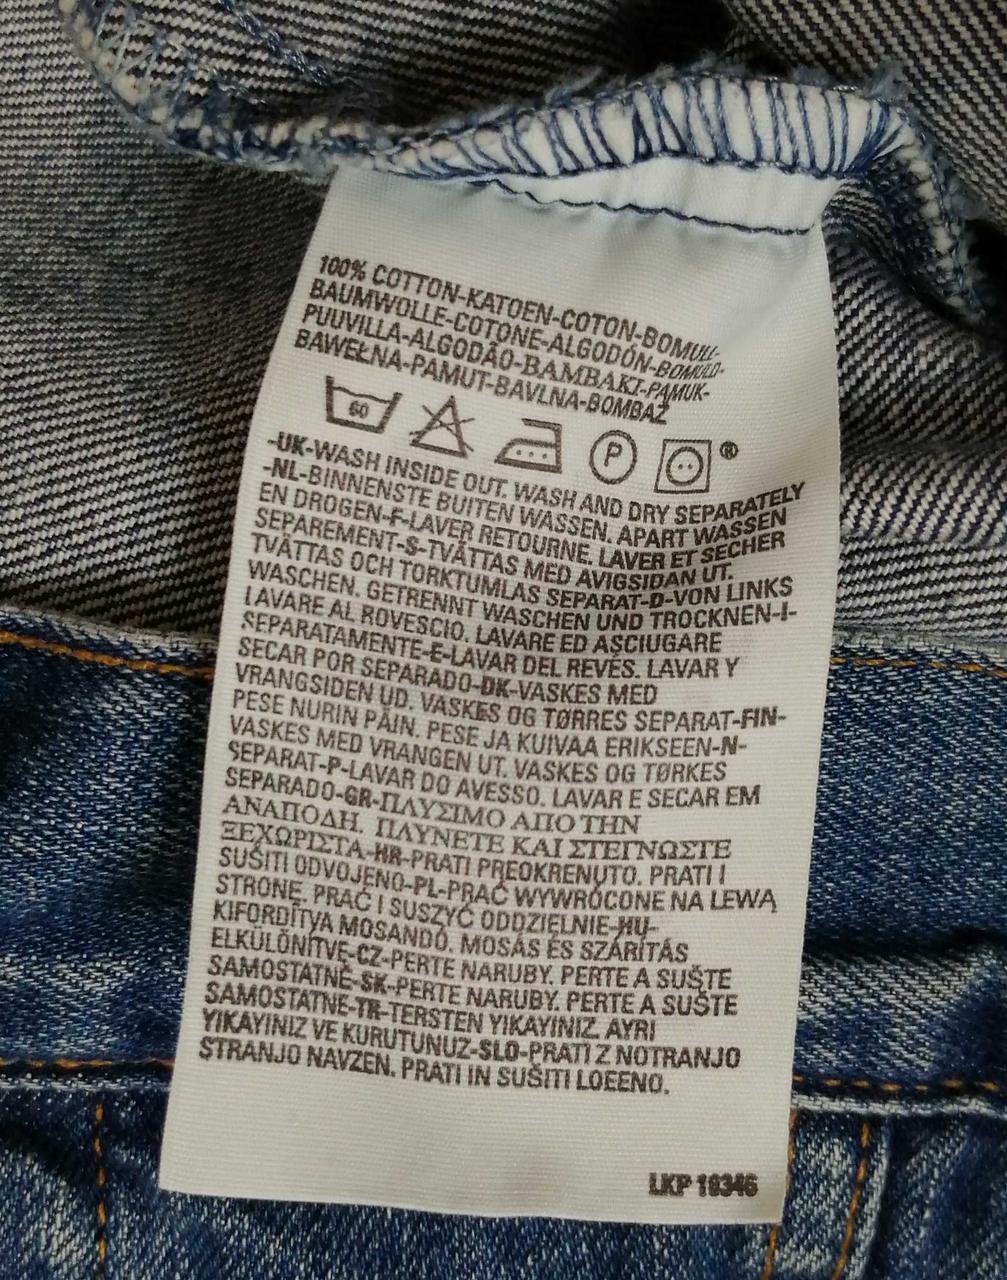 100% COTTON-KATOEN-COTON-BOMULL-
BAUMWOLLE-COTONE-ALGODÓN-BOMULD-
PUUVILLA-ALGODÃO-BAMBAKI-PAMUK-
BAWEŁNA-PAMUT-BAVLNA-BOMBAŽ
60 P ®
-UK-WASH INSIDE OUT. WASH AND DRY SEPARATELY
-NL-BINNENSTE BUITEN WASSEN. APART WASSEN
EN DROGEN-F-LAVER RETOURNE. LAVER ET SECHER
SEPAREMENT-S-TVÄTTAS MED AVIGSIDAN UT.
TVÄTTAS OCH TORKTUMLAS SEPARAT-D-VON LINKS
WASCHEN. GETRENNT WASCHEN UND TROCKNEN-I-
LAVARE AL ROVESCIO. LAVARE ED ASCIUGARE
SEPARATAMENTE-E-LAVAR DEL REVÉS. LAVAR Y
SECAR POR SEPARADO-DK-VASKES MED
VRANGSIDEN UD. VASKES OG TØRRES SEPARAT-FIN-
PESE NURIN PÄIN. PESE JA KUIVAA ERIKSEEN-N-
VASKES MED VRANGEN UT. VASKES OG TØRKES
SEPARAT-P-LAVAR DO AVESSO. LAVAR E SECAR EM
SEPARADO-GR-ΠΛΥΣΙΜΟ ΑΠΟ ΤΗΝ
ΑΝΑΠΟΔΗ. ΠΛΥΝΕΤΕ ΚΑΙ ΣΤΕΓΝΩΣΤΕ
ΞΕΧΩΡΙΣΤΑ-HR-PRATI PREOKRENUTO. PRATI I
SUŠITI ODVOJENO-PL-PRAĆ WYWRÓCONE NA LEWĄ
STRONĘ. PRAĆ I SUSZYĆ ODDZIELNIE-HU-
KIFORDÍTVA MOSANDÓ. MOSÁS ÉS SZÁRÍTÁS
ELKÜLÖNÍTVE-CZ-PERTE NARUBY. PERTE A SUŠTE
SAMOSTATNĚ-SK-PERTE NARUBY. PERTE A SUŠTE
SAMOSTATNE-TR-TERSTEN YIKAYINIZ. AYRI
YIKAYINIZ VE KURUTUNUZ-SLO-PRATI Z NOTRANJO
STRANJO NAVZEN. PRATI IN SUŠITI LOEENO.
LKP 19346